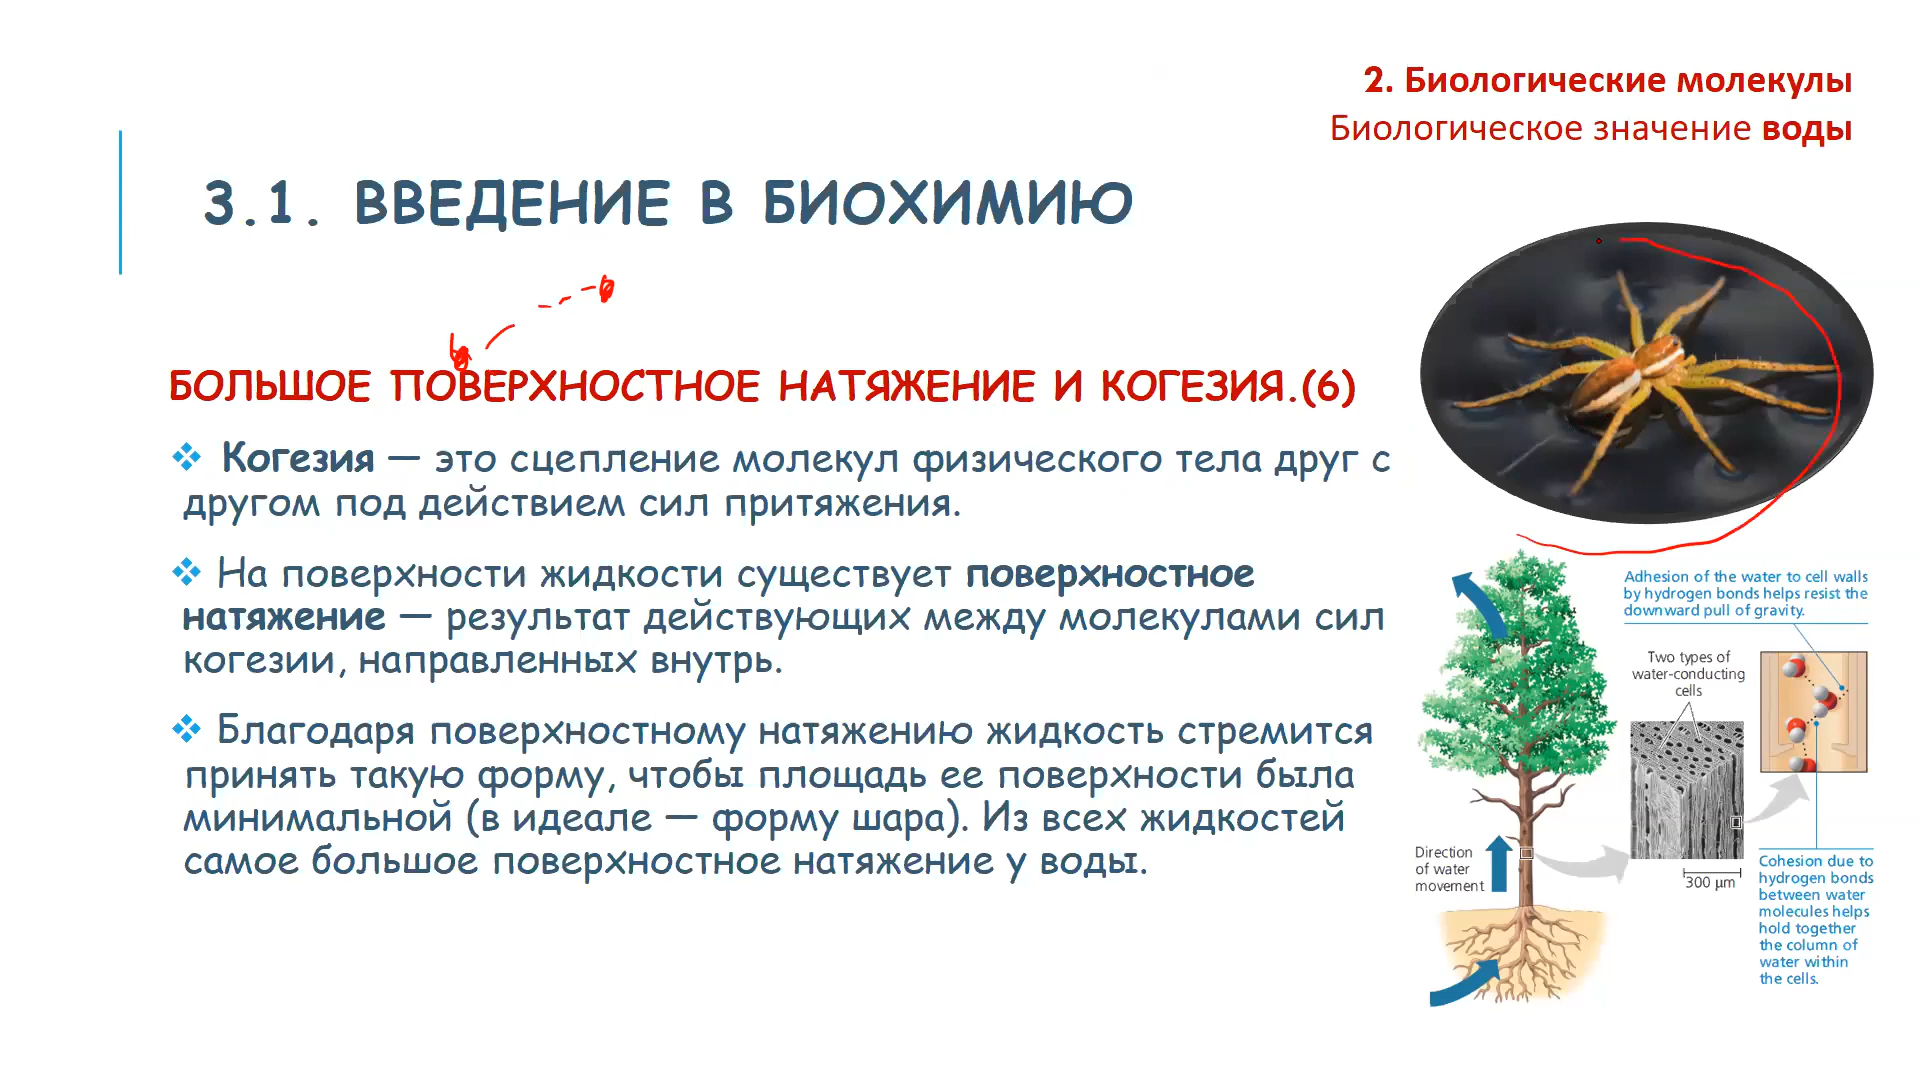 2. Биологические молекулы
Биологическое значение воды
3.1. ВВЕДЕНИЕ В БИОХИМИЮ
БОЛЬШОЕ ПОВЕРХНОСТНОЕ НАТЯЖЕНИЕ И КОГЕЗИЯ.(6)
Когезия — это сцепление молекул физического тела друг с
другом под действием сил притяжения.
На поверхности жидкости существует поверхностное
натяжение — результат действующих между молекулами сил
когезии, направленных внутрь.
Благодаря поверхностному натяжению жидкость стремится
принять такую форму, чтобы площадь ее поверхности была
минимальной (в идеале — форму шара). Из всех жидкостей
самое большое поверхностное натяжение у воды.
Adhesion of the water to cell walls
by hydrogen bonds helps resist the
downward pull of gravity.
Two types of
water-conducting
cells
Direction
of water
movement
300 µm
Cohesion due to
hydrogen bonds
between water
molecules helps
hold together
the column of
water within
the cells.